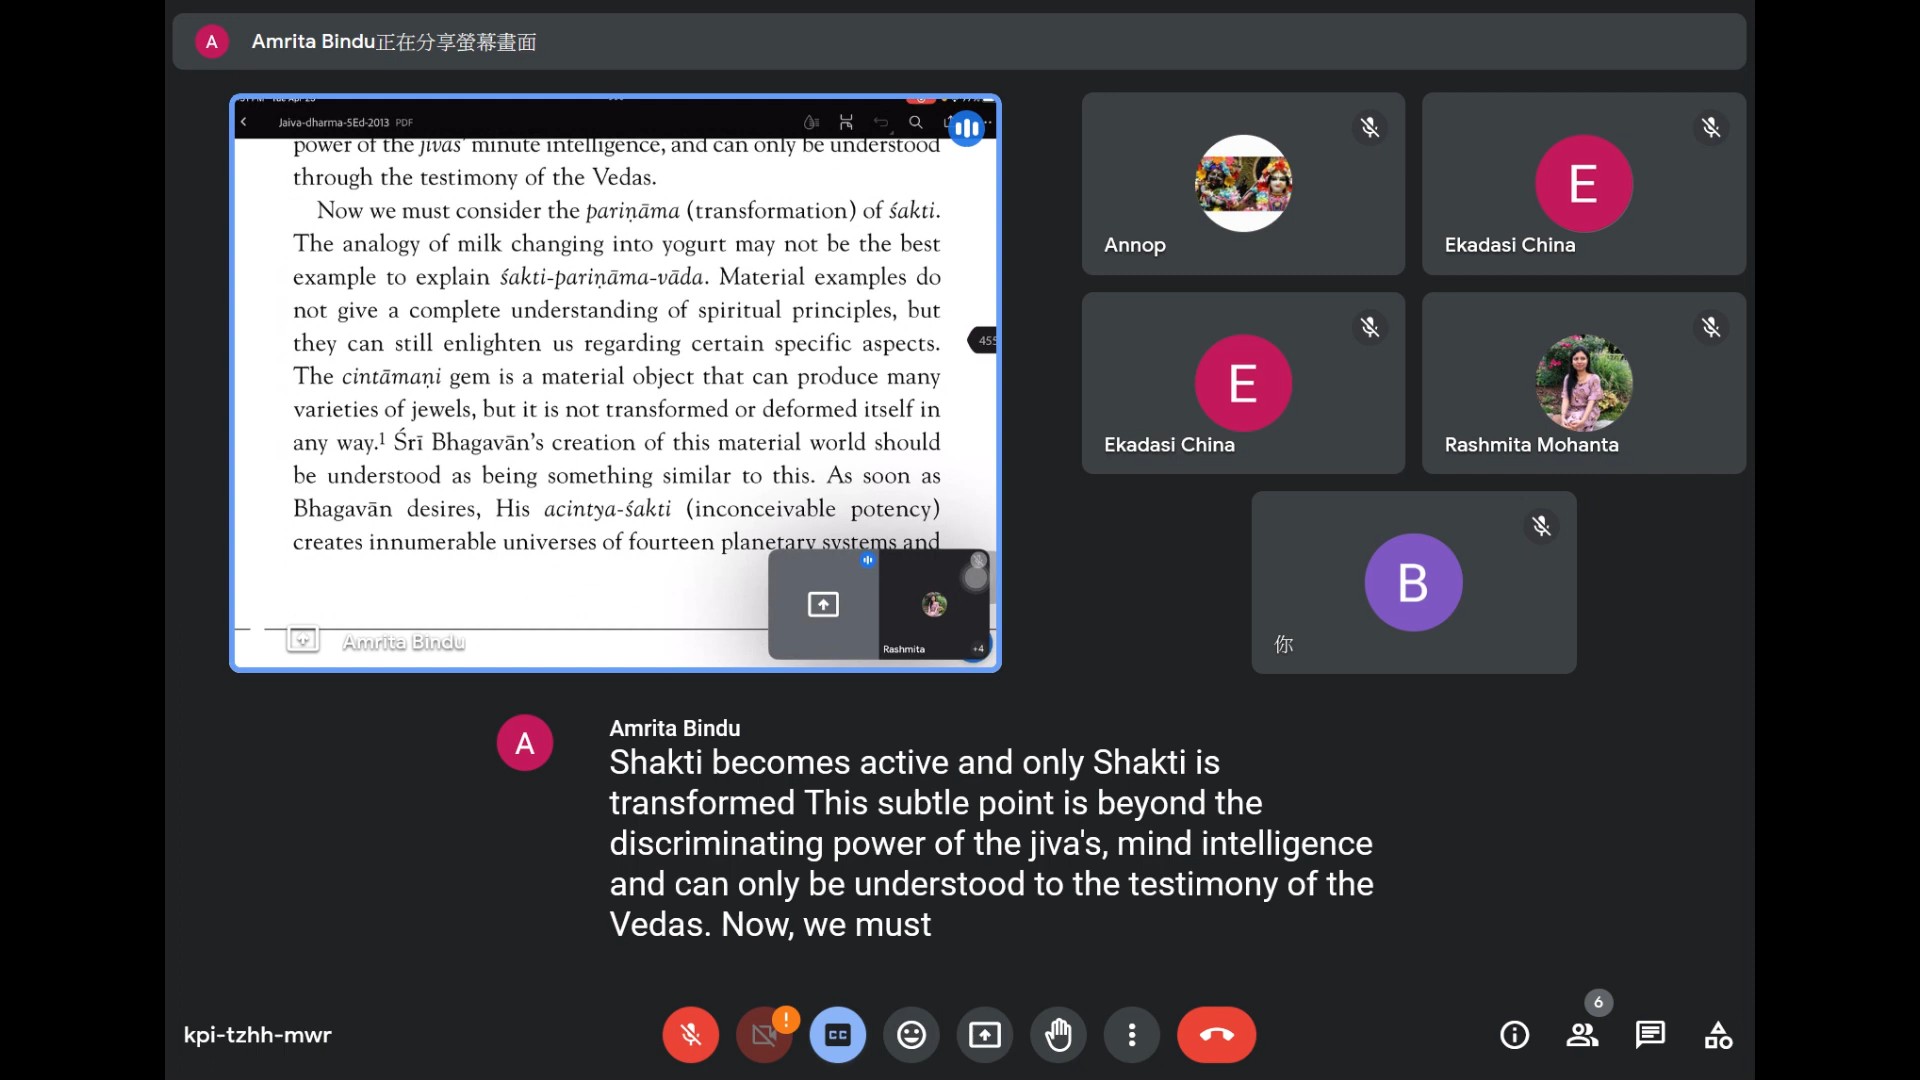 A
Amrita Bindu正在分享螢幕畫面
Jaiva-dharma-5Ed-2013 PDF
power of the jīvas’ minute intelligence, and can only be understood
through the testimony of the Vedas.
Now we must consider the pariṇāma (transformation) of śakti.
The analogy of milk changing into yogurt may not be the best
example to explain śakti-pariṇāma-vāda. Material examples do
not give a complete understanding of spiritual principles, but
they can still enlighten us regarding certain specific aspects.
The cintāmaṇi gem is a material object that can produce many
varieties of jewels, but it is not transformed or deformed itself in
any way.¹ Śrī Bhagavān’s creation of this material world should
be understood as being something similar to this. As soon as
Bhagavān desires, His acintya-śakti (inconceivable potency)
creates innumerable universes of fourteen planetary systems and
455
Rashmita
+4
Amrita Bindu
Annop
E
Ekadasi China
E
Ekadasi China
Rashmita Mohanta
B
你
A
Amrita Bindu
Shakti becomes active and only Shakti is
transformed This subtle point is beyond the
discriminating power of the jiva's, mind intelligence
and can only be understood to the testimony of the
Vedas. Now, we must
kpi-tzhh-mwr
!
CC
6